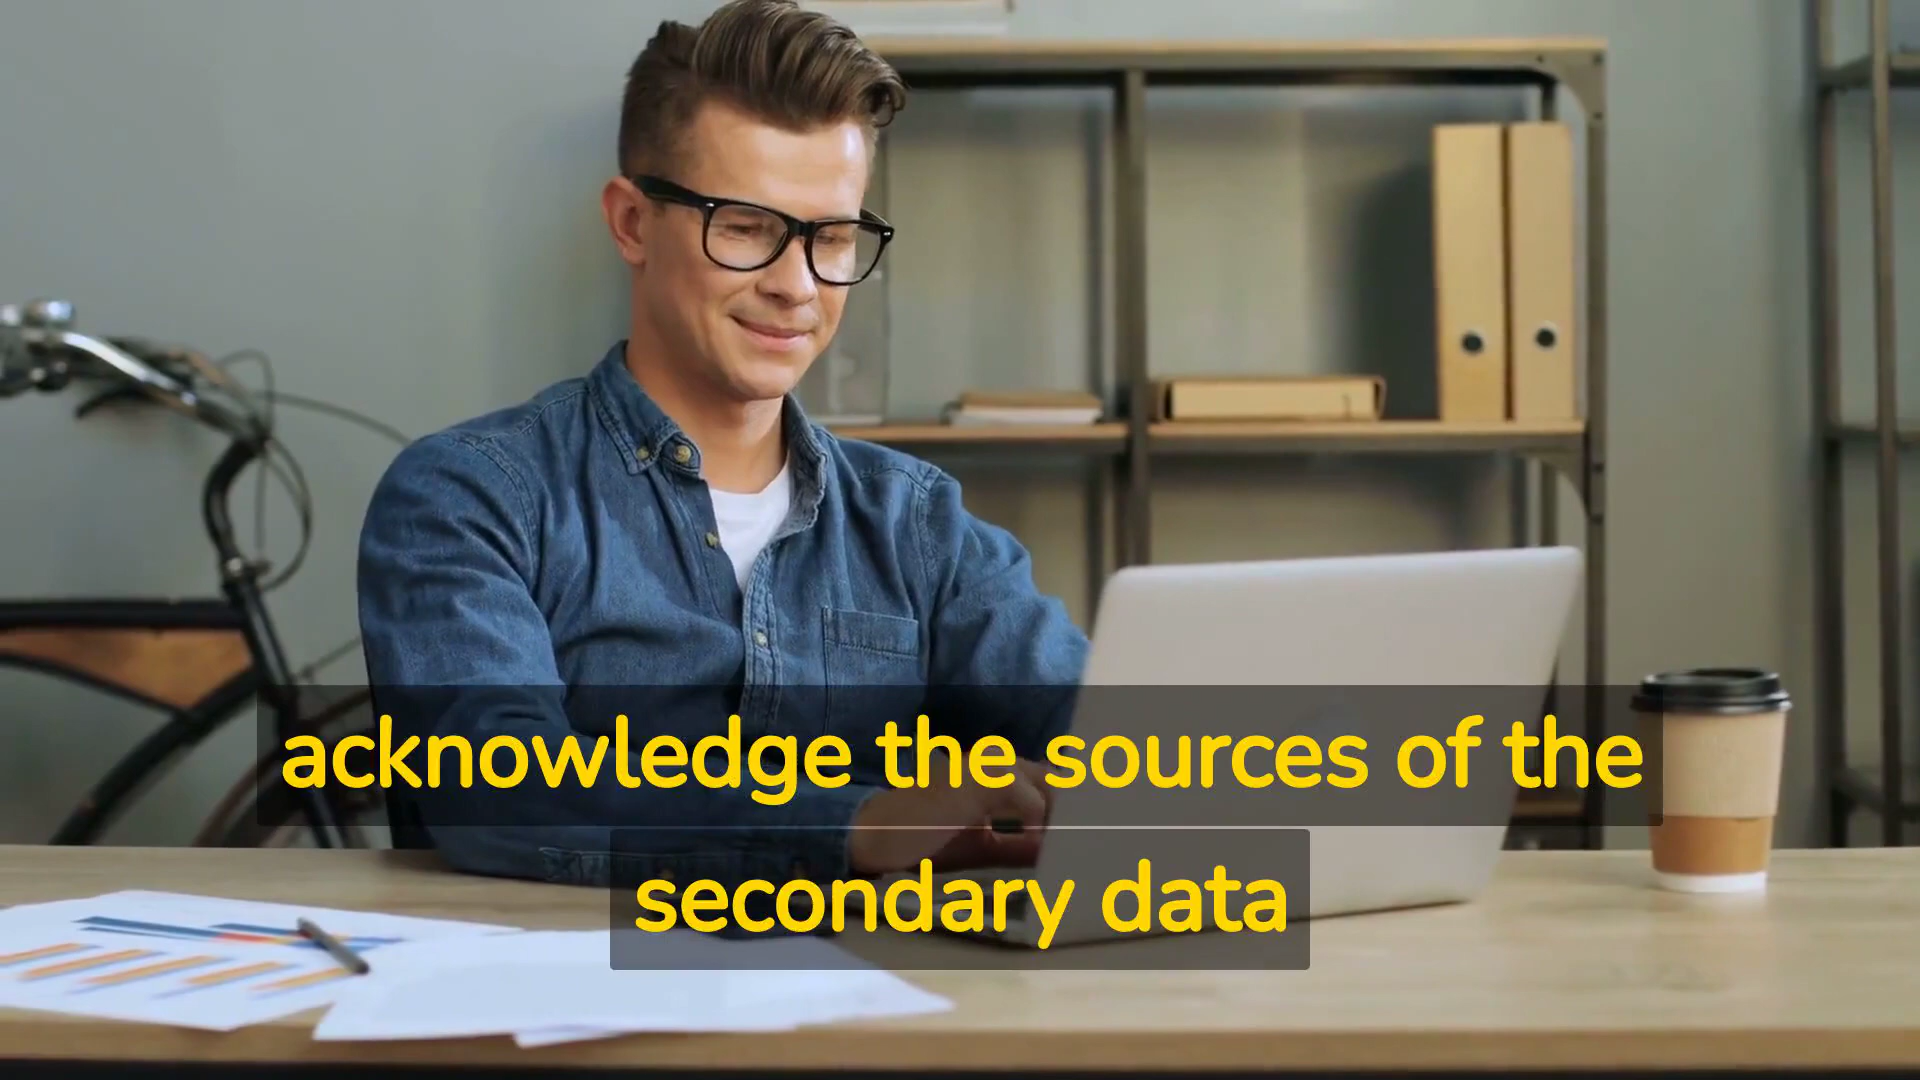 acknowledge the sources of the
secondary data